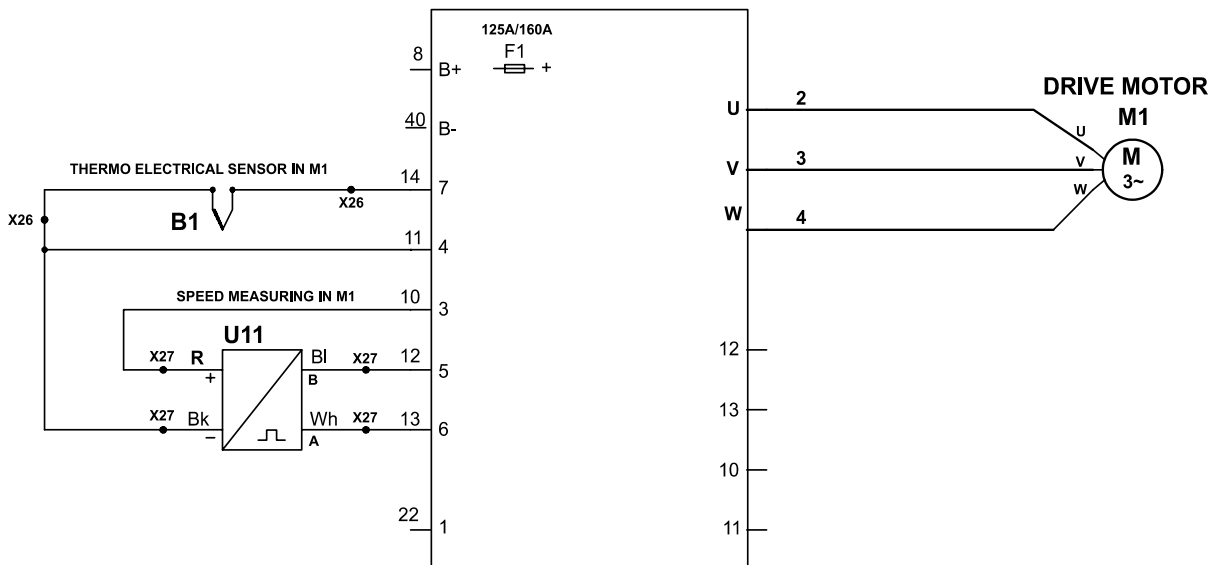 125A/160A
F1
+
8
B+
40
B-
THERMO ELECTRICAL SENSOR IN M1
14
7
X26
X26
B1
11
4
SPEED MEASURING IN M1
10
3
U11
X27
R
+
Bl
B
X27
12
5
X27
Bk
–
Wh
A
X27
13
6
22
1
U
2
V
3
W
4
DRIVE MOTOR
M1
U
V
W
M
3~
12
13
10
11